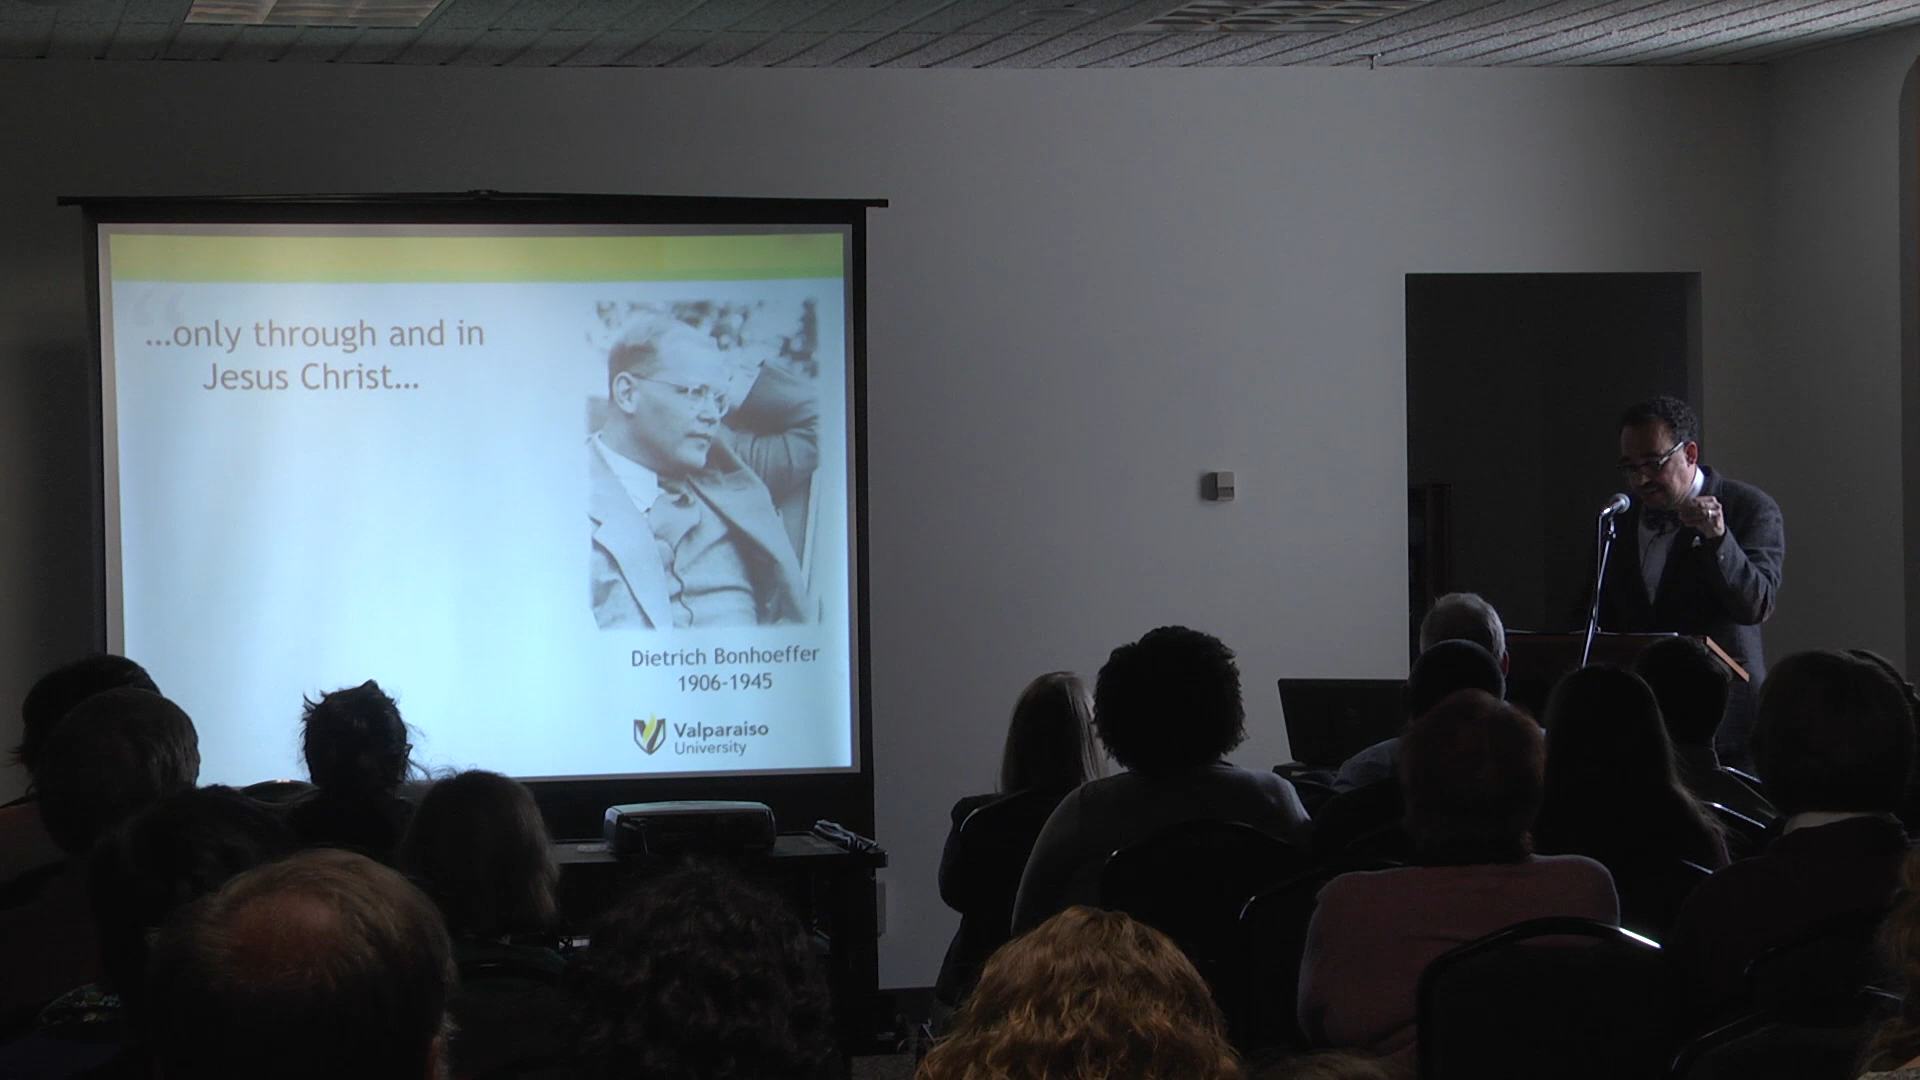 ...only through and in
Jesus Christ...
Dietrich Bonhoeffer
1906-1945
Valparaiso
University